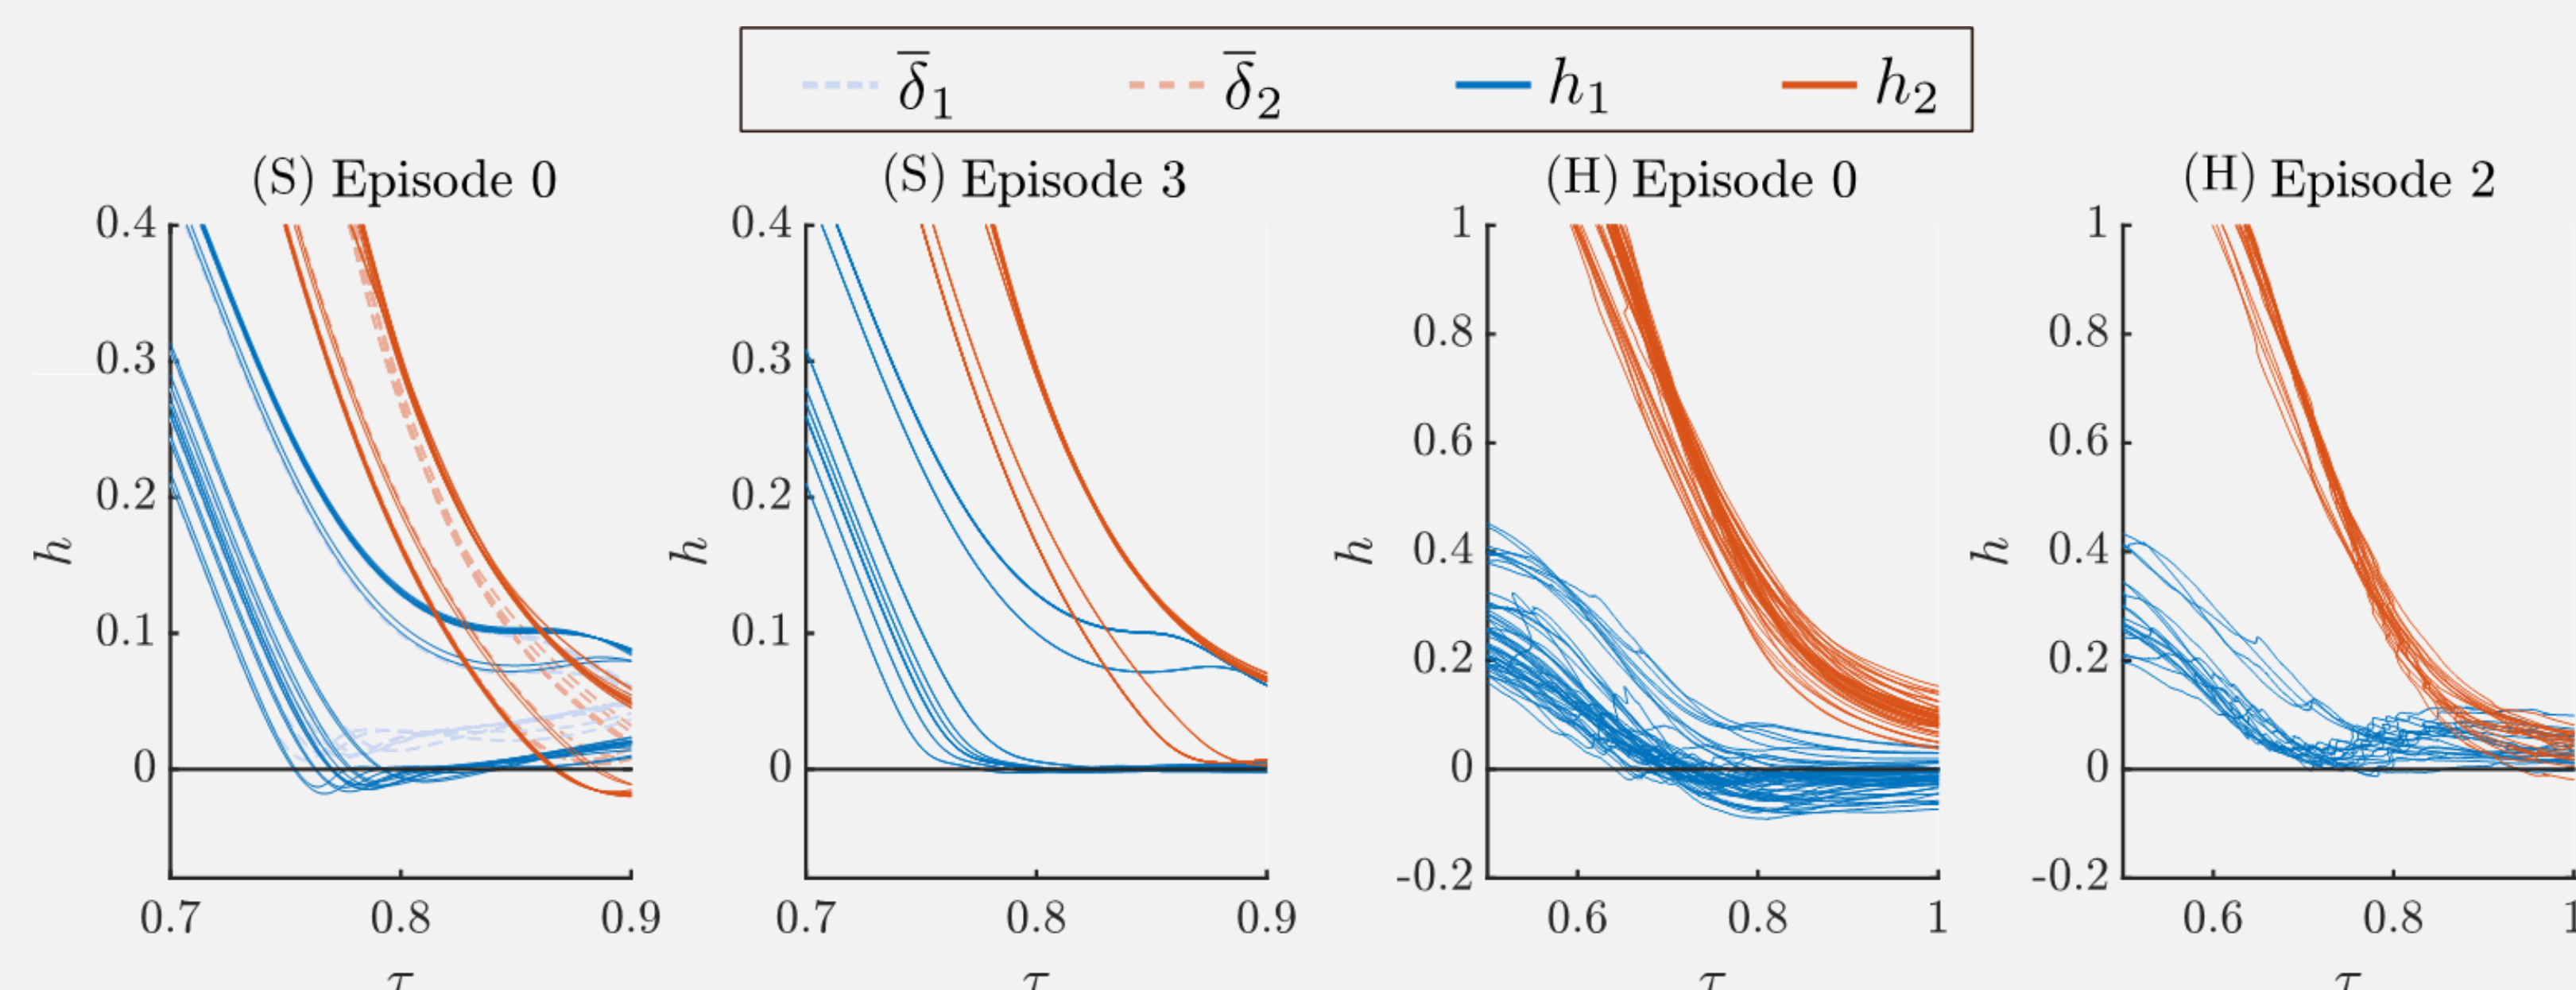 δ̅₁ δ̅₂ h₁ h₂
(S) Episode 0
0.4
0.3
0.2
0.1
0
h
0.7 0.8 0.9
τ
(S) Episode 3
0.4
0.3
0.2
0.1
0
h
0.7 0.8 0.9
τ
(H) Episode 0
1
0.8
0.6
0.4
0.2
0
-0.2
h
0.6 0.8 1
τ
(H) Episode 2
1
0.8
0.6
0.4
0.2
0
-0.2
h
0.6 0.8 1
τ